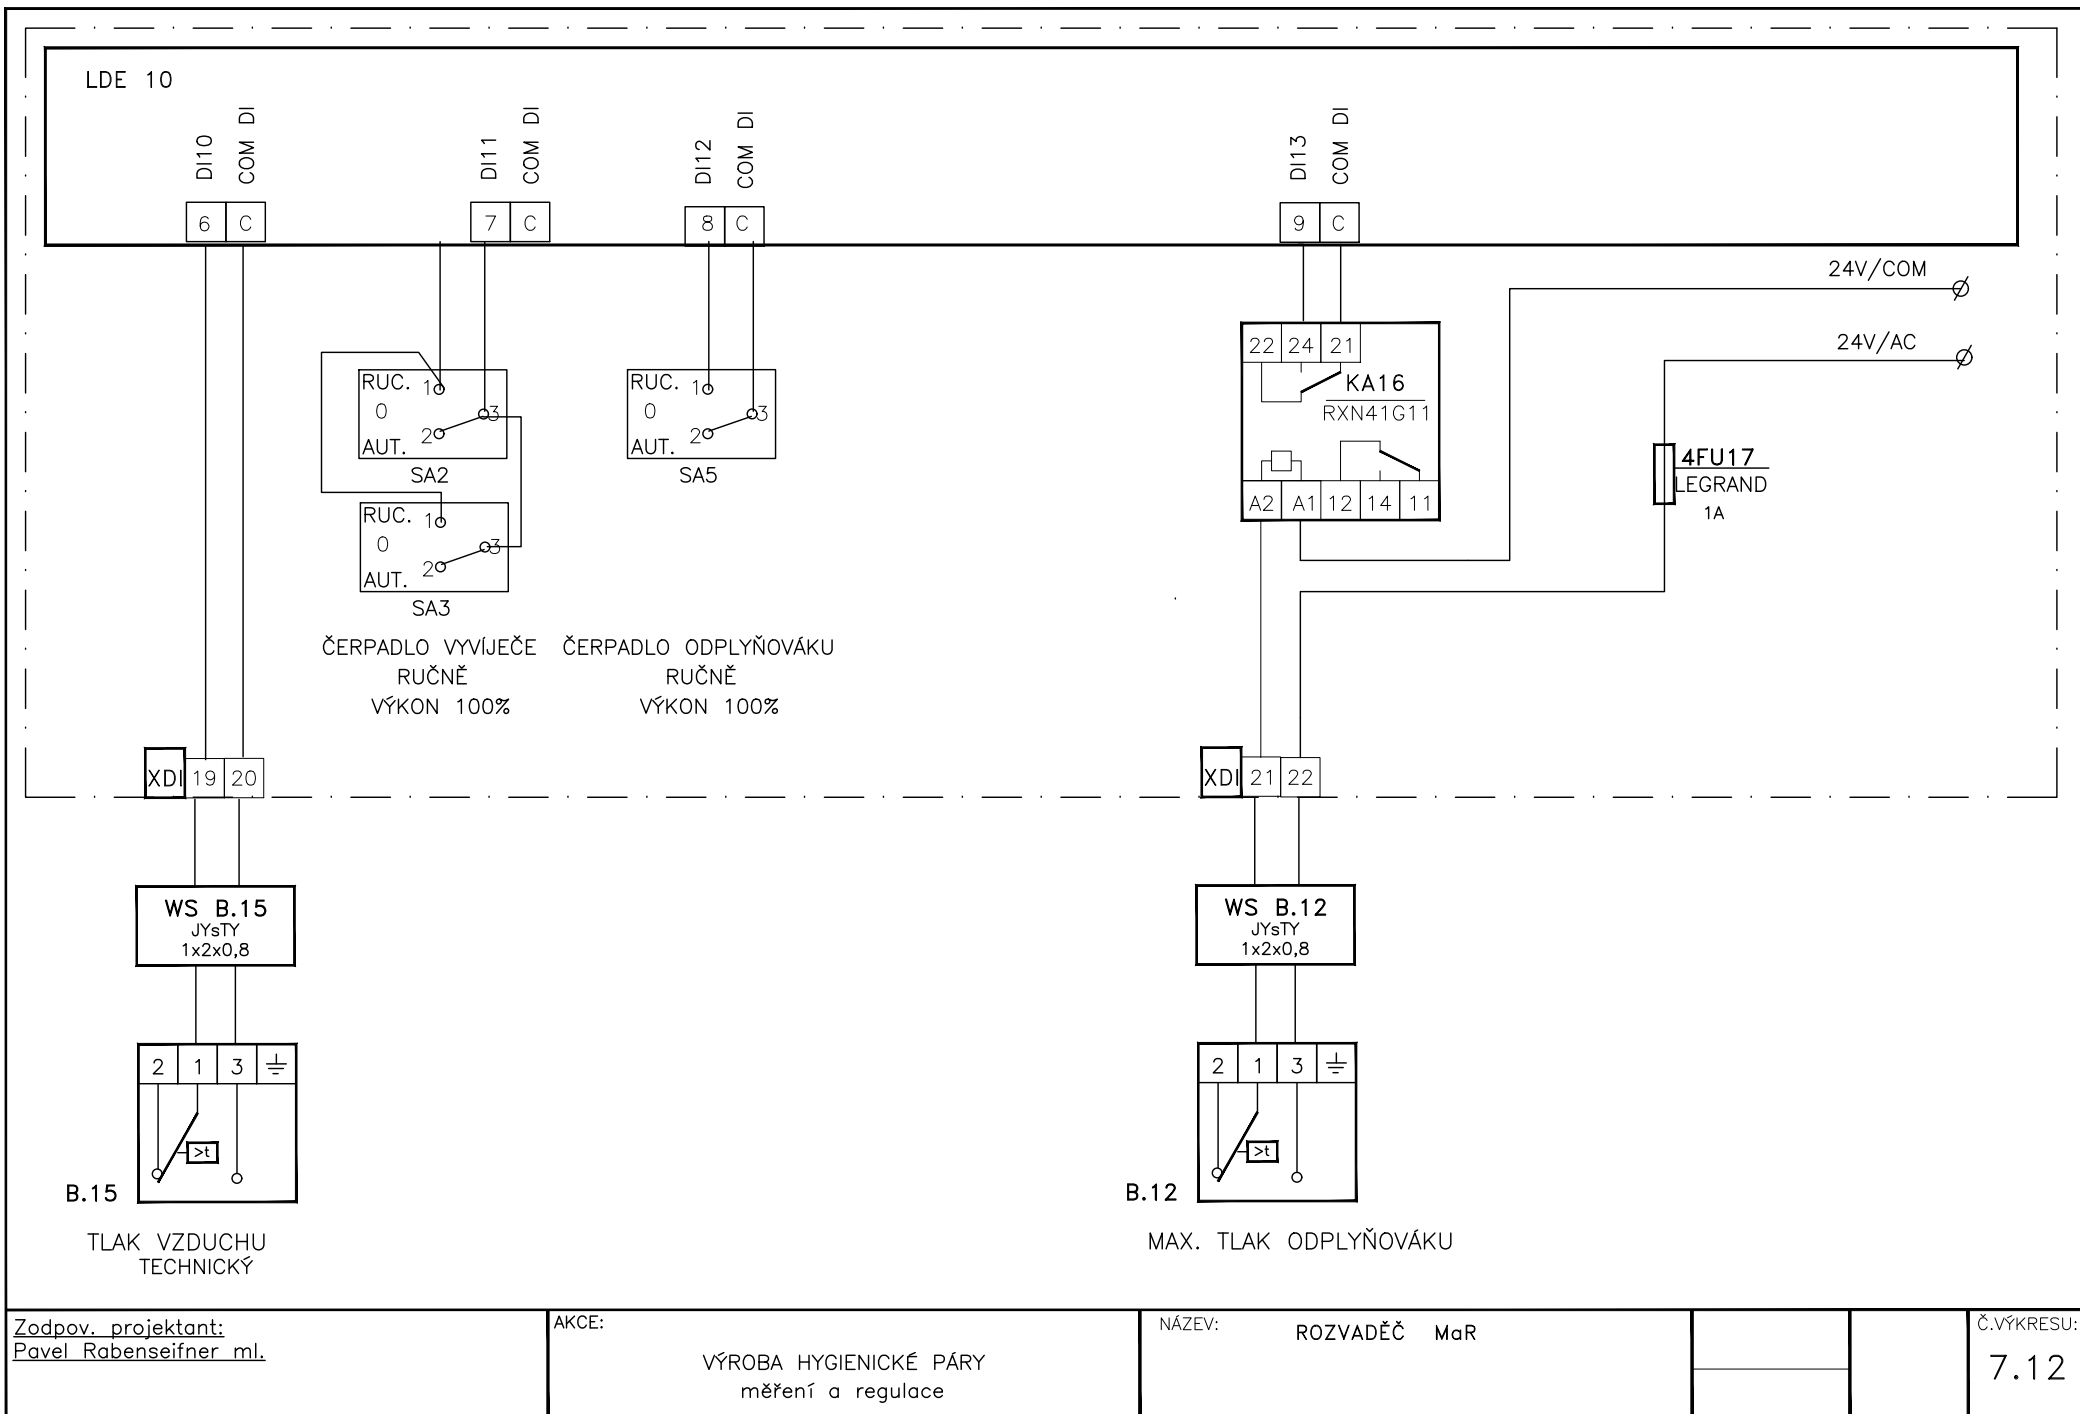 LDE 10
DI10
COM DI
DI11
COM DI
DI12
COM DI
DI13
COM DI
6 C
7 C
8 C
9 C
24V/COM
24V/AC
22 24 21
KA16
RXN41G11
A2 A1 12 14 11
4FU17
LEGRAND
1A
RUC. 1
0 3
AUT. 2
SA2
RUC. 1
0 3
AUT. 2
SA5
RUC. 1
0 3
AUT. 2
SA3
ČERPADLO VYVÍJEČE
RUČNĚ
VÝKON 100%
ČERPADLO ODPLYŇOVÁKU
RUČNĚ
VÝKON 100%
XDI 19 20
XDI 21 22
WS B.15
JYsTY
1x2x0,8
WS B.12
JYsTY
1x2x0,8
2 1 3
>t
B.15
TLAK VZDUCHU
TECHNICKÝ
2 1 3
>t
B.12
MAX. TLAK ODPLYŇOVÁKU
Zodpov. projektant:
Pavel Rabenseifner ml.
AKCE:
VÝROBA HYGIENICKÉ PÁRY
měření a regulace
NÁZEV:
ROZVADĚČ MaR
Č.VÝKRESU:
7.12